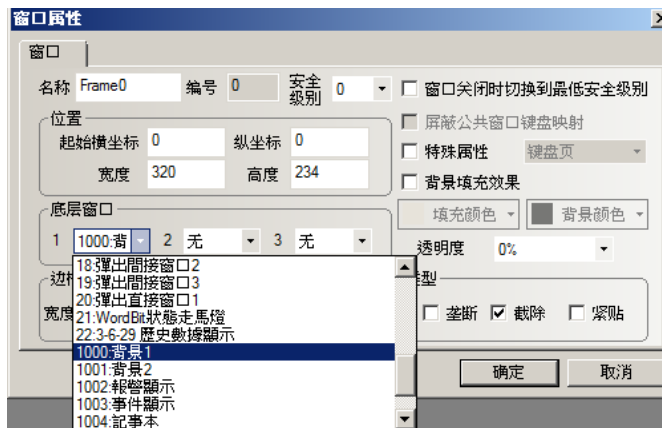 窗口属性
窗口
名称 Frame0 编号 0 安全级别 0
窗口关闭时切换到最低安全级别
位置
屏蔽公共窗口键盘映射
起始横坐标 0 纵坐标 0
特殊属性 键盘页
宽度 320 高度 234
背景填充效果
底层窗口
填充颜色 背景颜色
1 1000:背 2 无 3 无
透明度 0%
18:彈出間接窗口2
19:彈出間接窗口3
20:彈出直接窗口1
21:WordBit狀態走馬燈
22:3-6-29 歷史數據顯示
1000:背景1
1001:背景2
1002:報警顯示
1003:事件顯示
1004:記事本
宽度
垄断 截除 紧贴
确定 取消